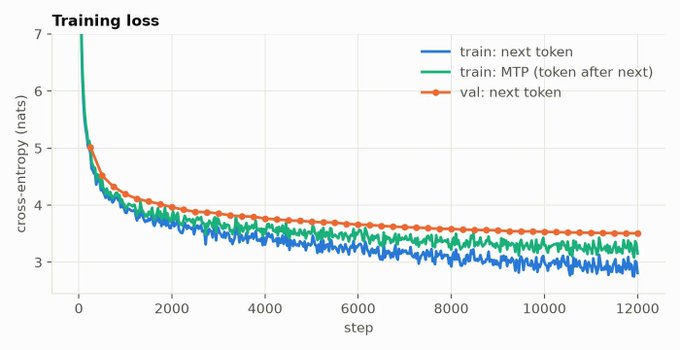 Training loss
train: next token
train: MTP (token after next)
val: next token
cross-entropy (nats)
7
6
5
4
3
0 2000 4000 6000 8000 10000 12000
step